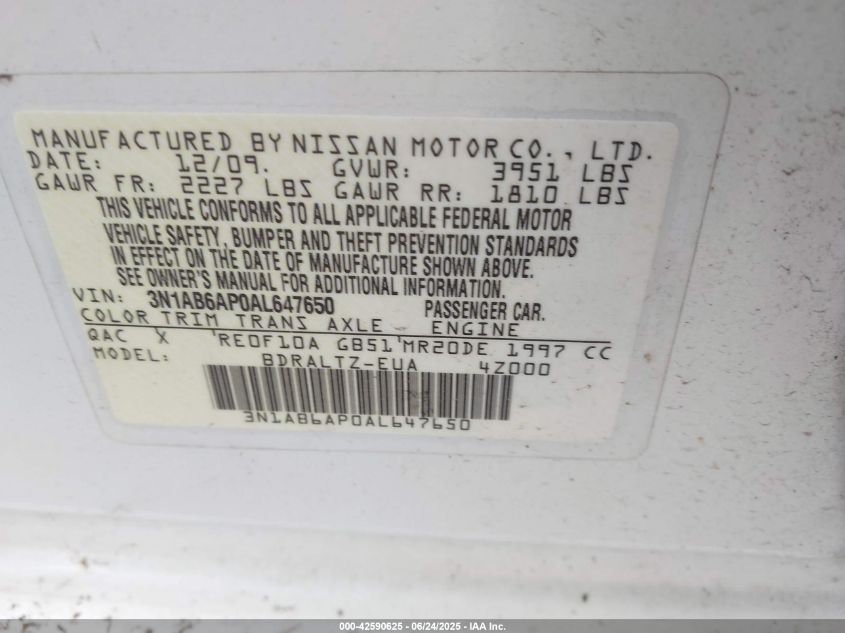 MANUFACTURED BY NISSAN MOTOR CO., LTD.
DATE: 12/09. GVWR: 3951 LBS
GAWR FR: 2227 LBS GAWR RR: 1810 LBS
THIS VEHICLE CONFORMS TO ALL APPLICABLE FEDERAL MOTOR
VEHICLE SAFETY, BUMPER AND THEFT PREVENTION STANDARDS
IN EFFECT ON THE DATE OF MANUFACTURE SHOWN ABOVE.
SEE OWNER'S MANUAL FOR ADDITIONAL INFORMATION.
VIN: 3N1AB6AP0AL647650 PASSENGER CAR.
COLOR TRIM TRANS AXLE ENGINE
QAC X RE0F10A GB51 MR20DE 1997 CC
MODEL: BDRALTZ-EUA 4Z000
3N1AB6AP0AL647650
000-42590625 - 06/24/2025 - IAA Inc.